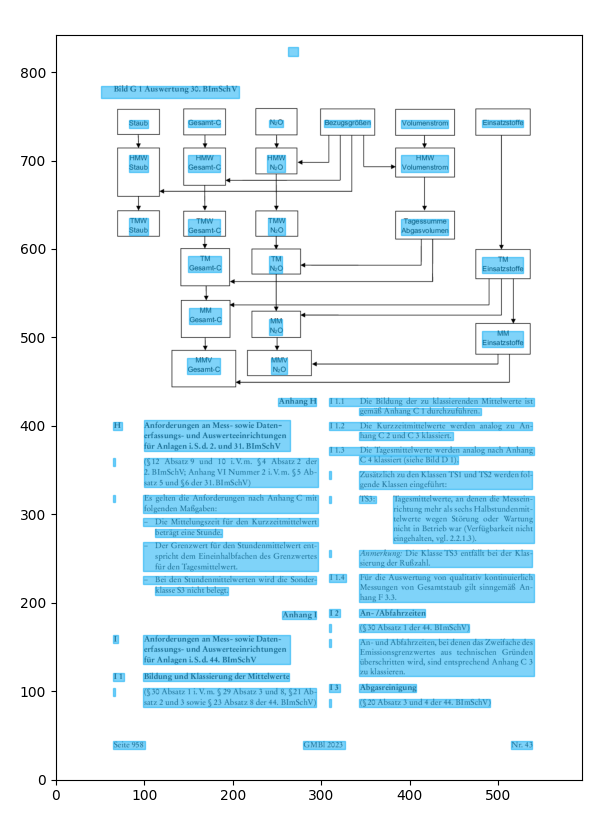 Bild G 1 Auswertung 30. BImSchV
Staub Gesamt-C N₂O Bezugsgrößen Volumenstrom Einsatzstoffe
HMW Staub
HMW Gesamt-C
HMW N₂O
HMW Volumenstrom
TMW Staub
TMW Gesamt-C
TMW N₂O
Tagessumme Abgasvolumen
TM Gesamt-C
TM N₂O
TM Einsatzstoffe
MM Gesamt-C
MM N₂O
MM Einsatzstoffe
MMV Gesamt-C
MMV N₂O
Anhang H
H Anforderungen an Mess- sowie Daten-
erfassungs- und Auswerteeinrichtungen
für Anlagen i. S. d. 2. und 31. BImSchV
(§ 12 Absatz 9 und 10 i. V. m. § 4 Absatz 2 der
2. BImSchV; Anhang VI Nummer 2 i. V. m. § 5 Ab-
satz 5 und § 6 der 31. BImSchV)
Es gelten die Anforderungen nach Anhang C mit
folgenden Maßgaben:
– Die Mittelungszeit für den Kurzzeitmittelwert
beträgt eine Stunde.
– Der Grenzwert für den Stundenmittelwert ent-
spricht dem Eineinhalbfachen des Grenzwertes
für den Tagesmittelwert.
– Bei den Stundenmittelwerten wird die Sonder-
klasse S3 nicht belegt.
Anhang I
I Anforderungen an Mess- sowie Daten-
erfassungs- und Auswerteeinrichtungen
für Anlagen i. S. d. 44. BImSchV
I 1 Bildung und Klassierung der Mittelwerte
(§ 30 Absatz 1 i. V. m. § 29 Absatz 3 und 8, § 21 Ab-
satz 2 und 3 sowie § 23 Absatz 8 der 44. BImSchV)
I 1.1 Die Bildung der zu klassierenden Mittelwerte ist
gemäß Anhang C 1 durchzuführen.
I 1.2 Die Kurzzeitmittelwerte werden analog zu An-
hang C 2 und C 3 klassiert.
I 1.3 Die Tagesmittelwerte werden analog nach Anhang
C 4 klassiert (siehe Bild D 1).
Zusätzlich zu den Klassen TS1 und TS2 werden fol-
gende Klassen eingeführt:
TS3: Tagesmittelwerte, an denen die Messein-
richtung mehr als sechs Halbstundenmit-
telwerte wegen Störung oder Wartung
nicht in Betrieb war (Verfügbarkeit nicht
eingehalten, vgl. 2.2.1.3).
Anmerkung: Die Klasse TS3 entfällt bei der Klas-
sierung der Rußzahl.
I 1.4 Für die Auswertung von qualitativ kontinuierlich
Messungen von Gesamtstaub gilt sinngemäß An-
hang F 3.3.
I 2 An- /Abfahrzeiten
(§ 30 Absatz 1 der 44. BImSchV)
An- und Abfahrzeiten, bei denen das Zweifache des
Emissionsgrenzwertes aus technischen Gründen
überschritten wird, sind entsprechend Anhang C 3
zu klassieren.
I 3 Abgasreinigung
(§ 20 Absatz 3 und 4 der 44. BImSchV)
Seite 958 GMBl 2023 Nr. 43
0 100 200 300 400 500 600 700 800
0 100 200 300 400 500